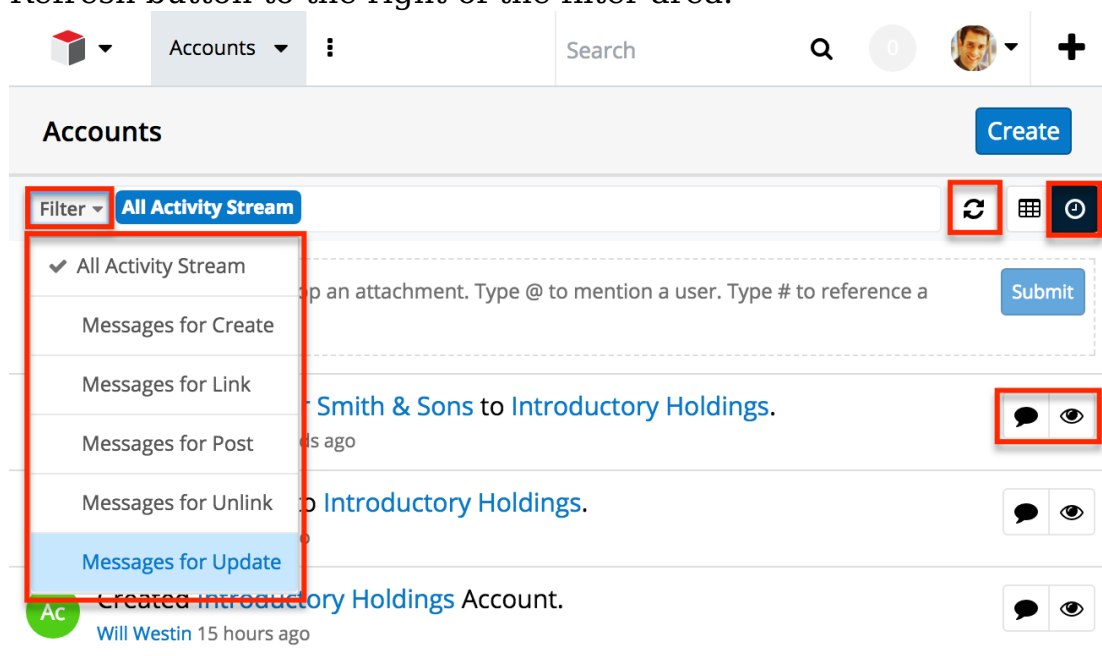 Refresh button to the right of the filter area.
Accounts
Search
0
Accounts
Create
Filter
All Activity Stream
All Activity Stream
op an attachment. Type @ to mention a user. Type # to reference a
Submit
Messages for Create
Messages for Link
r Smith & Sons to Introductory Holdings.
Messages for Post
ds ago
Messages for Unlink
o Introductory Holdings.
o
Messages for Update
Ac
Created Introductory Holdings Account.
Will Westin 15 hours ago